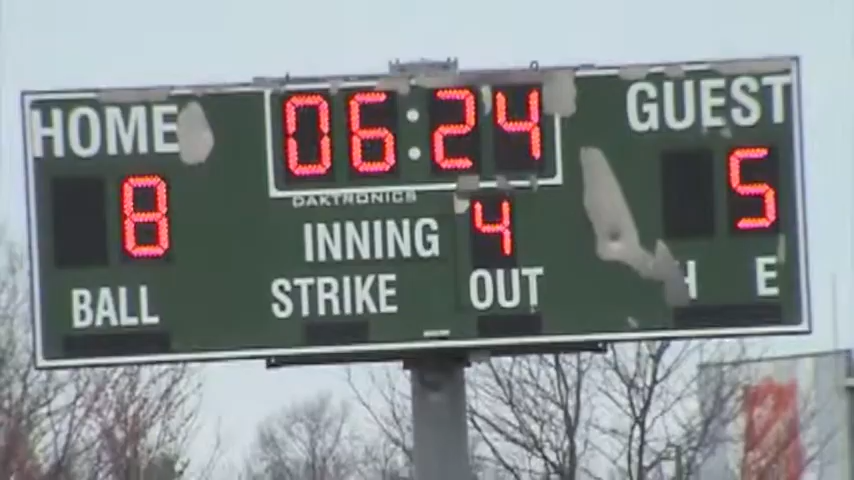 HOME 06:24 GUEST
8 5
DAKTRONICS
INNING 4
BALL STRIKE OUT H E